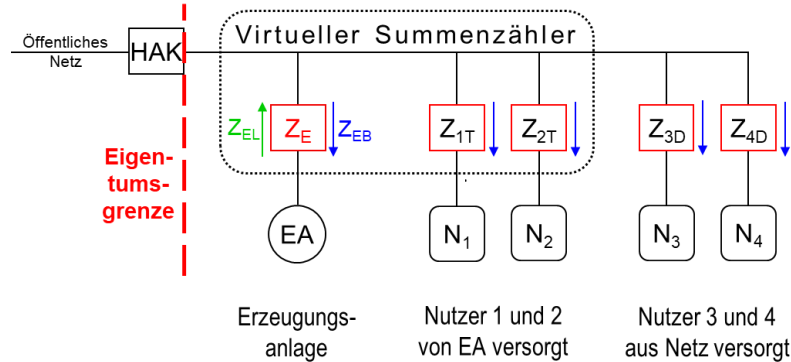 Öffentliches
Netz
HAK
Virtueller Summenzähler
Z_EL
Z_E
Z_EB
Z_1T
Z_2T
Z_3D
Z_4D
Eigen-
tums-
grenze
EA
N_1
N_2
N_3
N_4
Erzeugungs-
anlage
Nutzer 1 und 2
von EA versorgt
Nutzer 3 und 4
aus Netz versorgt